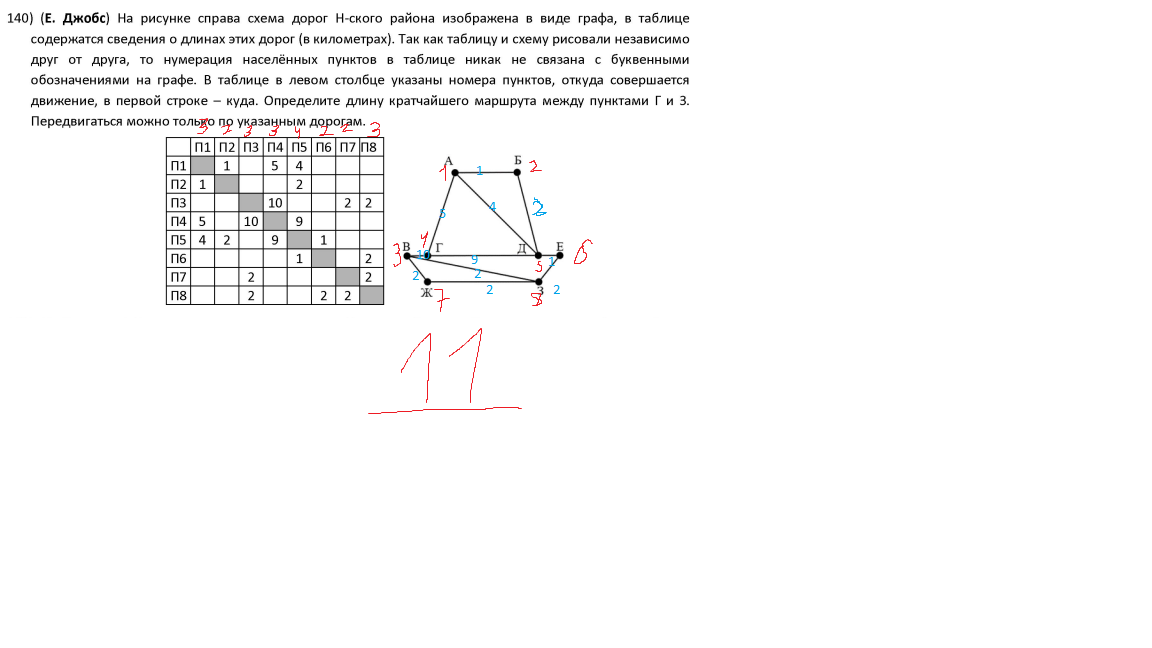 140) (Е. Джобс) На рисунке справа схема дорог Н-ского района изображена в виде графа, в таблице
содержатся сведения о длинах этих дорог (в километрах). Так как таблицу и схему рисовали независимо
друг от друга, то нумерация населённых пунктов в таблице никак не связана с буквенными
обозначениями на графе. В таблице в левом столбце указаны номера пунктов, откуда совершается
движение, в первой строке – куда. Определите длину кратчайшего маршрута между пунктами Г и З.
Передвигаться можно только по указанным дорогам.
3 2 3 3 4 2 2 3
П1 П2 П3 П4 П5 П6 П7 П8
П1 1 5 4
П2 1 2
П3 10 2 2
П4 5 10 9
П5 4 2 9 1
П6 1 2
П7 2 2
П8 2 2 2
А Б
1 1 2
5 4 2
4
3 В 10 Г Д Е 6
9 5 1
2 2
Ж 7 2 З 8 2
11